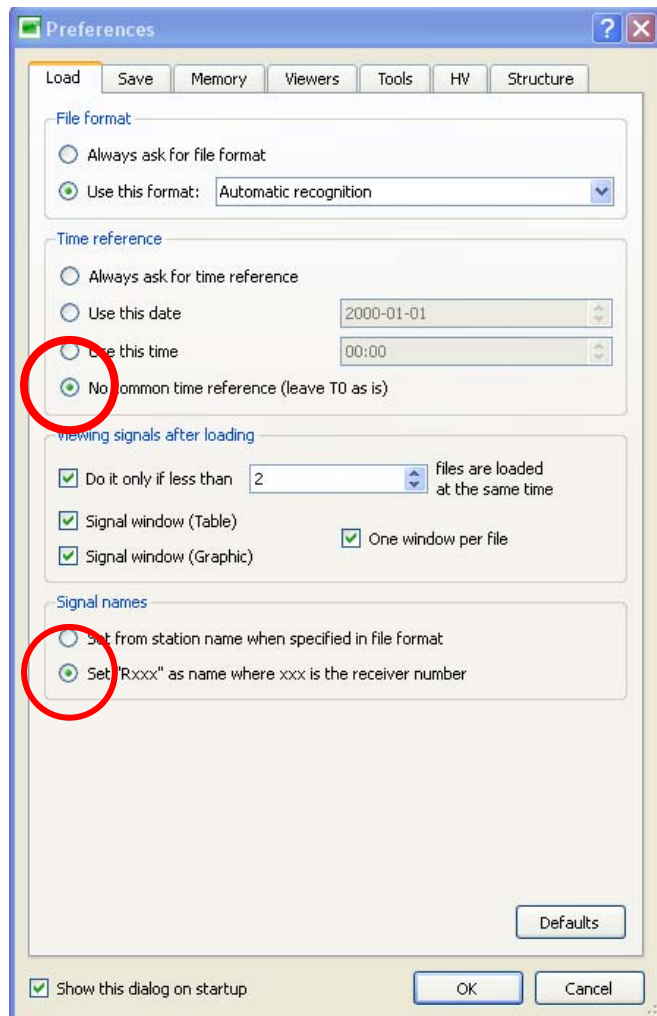 Preferences
Load Save Memory Viewers Tools HV Structure
File format
Always ask for file format
Use this format: Automatic recognition
Time reference
Always ask for time reference
Use this date 2000-01-01
Use this time 00:00
No common time reference (leave T0 as is)
Viewing signals after loading
Do it only if less than 2 files are loaded
at the same time
Signal window (Table)
One window per file
Signal window (Graphic)
Signal names
Set from station name when specified in file format
Set "Rxxx" as name where xxx is the receiver number
Defaults
Show this dialog on startup OK Cancel